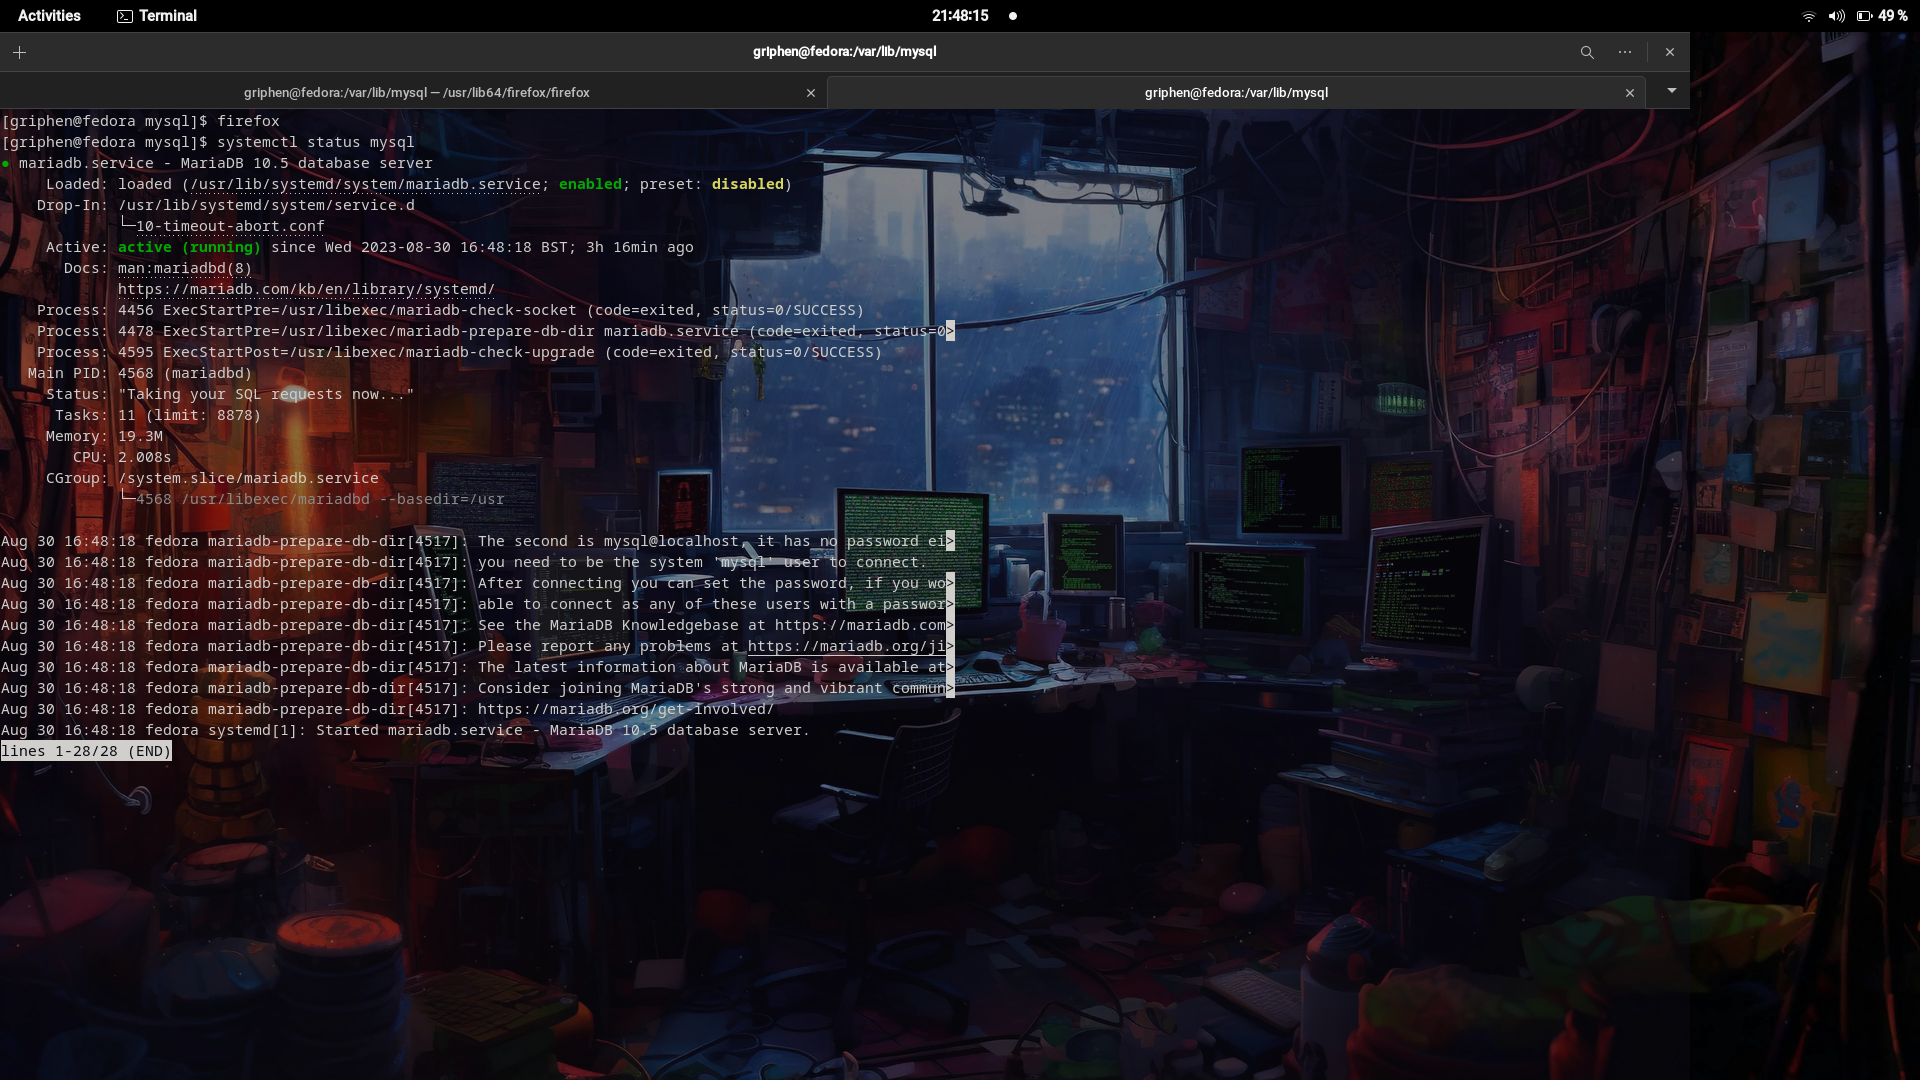 Activities Terminal 21:48:15 49 %
griphen@fedora:/var/lib/mysql
griphen@fedora:/var/lib/mysql — /usr/lib64/firefox/firefox griphen@fedora:/var/lib/mysql
[griphen@fedora mysql]$ firefox
[griphen@fedora mysql]$ systemctl status mysql
● mariadb.service - MariaDB 10.5 database server
     Loaded: loaded (/usr/lib/systemd/system/mariadb.service; enabled; preset: disabled)
    Drop-In: /usr/lib/systemd/system/service.d
             └─10-timeout-abort.conf
     Active: active (running) since Wed 2023-08-30 16:48:18 BST; 3h 16min ago
       Docs: man:mariadbd(8)
             https://mariadb.com/kb/en/library/systemd/
    Process: 4456 ExecStartPre=/usr/libexec/mariadb-check-socket (code=exited, status=0/SUCCESS)
    Process: 4478 ExecStartPre=/usr/libexec/mariadb-prepare-db-dir mariadb.service (code=exited, status=0>
    Process: 4595 ExecStartPost=/usr/libexec/mariadb-check-upgrade (code=exited, status=0/SUCCESS)
   Main PID: 4568 (mariadbd)
     Status: "Taking your SQL requests now..."
      Tasks: 11 (limit: 8878)
     Memory: 19.3M
        CPU: 2.008s
     CGroup: /system.slice/mariadb.service
             └─4568 /usr/libexec/mariadbd --basedir=/usr
Aug 30 16:48:18 fedora mariadb-prepare-db-dir[4517]: The second is mysql@localhost, it has no password ei>
Aug 30 16:48:18 fedora mariadb-prepare-db-dir[4517]: you need to be the system 'mysql' user to connect.
Aug 30 16:48:18 fedora mariadb-prepare-db-dir[4517]: After connecting you can set the password, if you wo>
Aug 30 16:48:18 fedora mariadb-prepare-db-dir[4517]: able to connect as any of these users with a passwor>
Aug 30 16:48:18 fedora mariadb-prepare-db-dir[4517]: See the MariaDB Knowledgebase at https://mariadb.com>
Aug 30 16:48:18 fedora mariadb-prepare-db-dir[4517]: Please report any problems at https://mariadb.org/ji>
Aug 30 16:48:18 fedora mariadb-prepare-db-dir[4517]: The latest information about MariaDB is available at>
Aug 30 16:48:18 fedora mariadb-prepare-db-dir[4517]: Consider joining MariaDB's strong and vibrant commun>
Aug 30 16:48:18 fedora mariadb-prepare-db-dir[4517]: https://mariadb.org/get-involved/
Aug 30 16:48:18 fedora systemd[1]: Started mariadb.service - MariaDB 10.5 database server.
lines 1-28/28 (END)